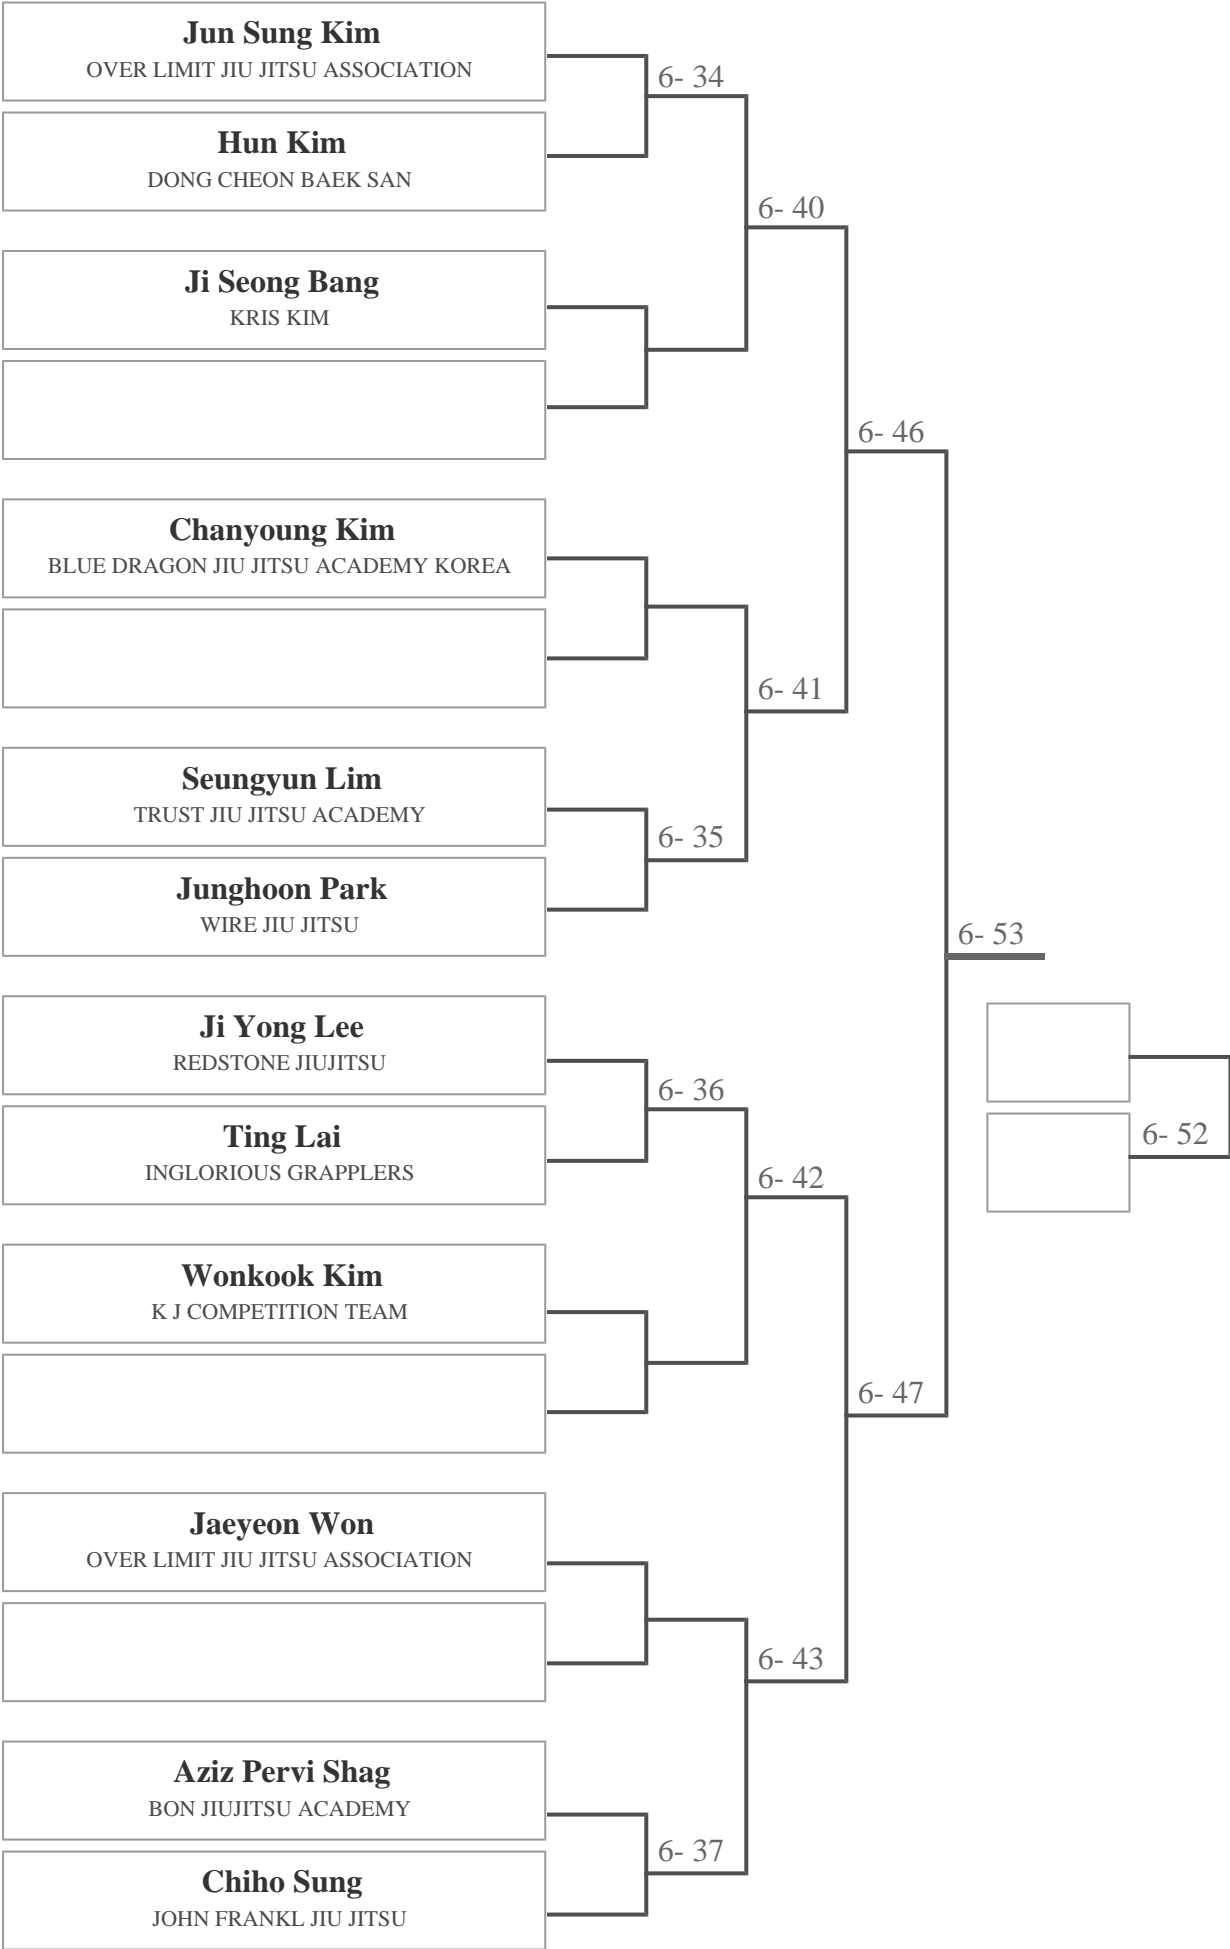 Jun Sung Kim
OVER LIMIT JIU JITSU ASSOCIATION
6- 34
Hun Kim
DONG CHEON BAEK SAN
6- 40
Ji Seong Bang
KRIS KIM
6- 46
Chanyoung Kim
BLUE DRAGON JIU JITSU ACADEMY KOREA
6- 41
Seungyun Lim
TRUST JIU JITSU ACADEMY
6- 35
Junghoon Park
WIRE JIU JITSU
6- 53
Ji Yong Lee
REDSTONE JIUJITSU
6- 36
Ting Lai
INGLORIOUS GRAPPLERS
6- 52
6- 42
Wonkook Kim
K J COMPETITION TEAM
6- 47
Jaeyeon Won
OVER LIMIT JIU JITSU ASSOCIATION
6- 43
Aziz Pervi Shag
BON JIUJITSU ACADEMY
6- 37
Chiho Sung
JOHN FRANKL JIU JITSU